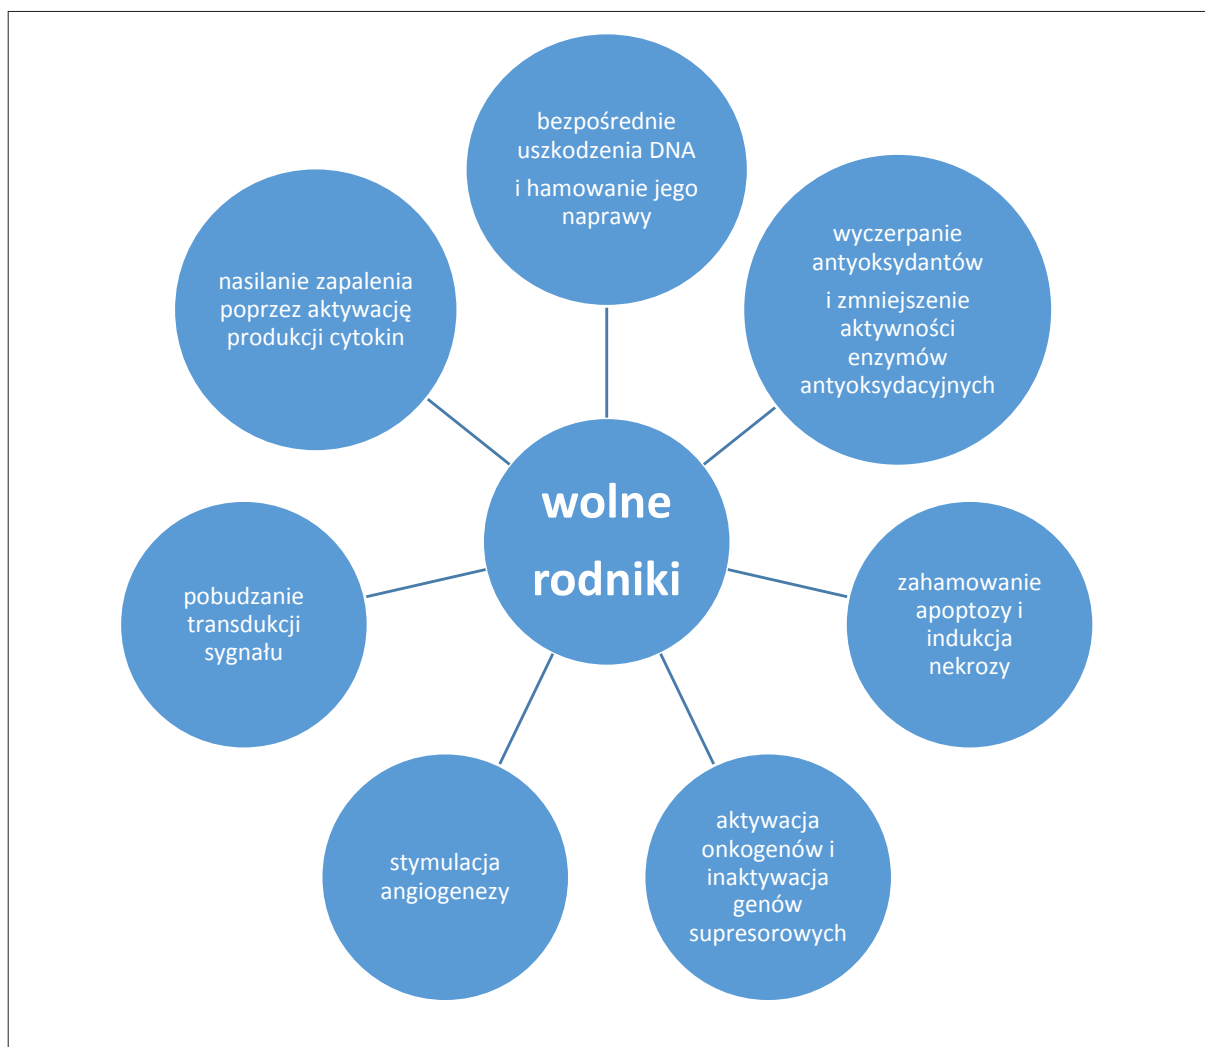 bezpośrednie
uszkodzenia DNA
i hamowanie jego
naprawy
wyczerpanie
antyoksydantów
i zmniejszenie
aktywności
enzymów
antyoksydacyjnych
nasilanie zapalenia
poprzez aktywację
produkcji cytokin
wolne
rodniki
zahamowanie
apoptozy i
indukcja
nekrozy
pobudzanie
transdukcji
sygnału
aktywacja
onkogenów i
inaktywacja
genów
supresorowych
stymulacja
angiogenezy